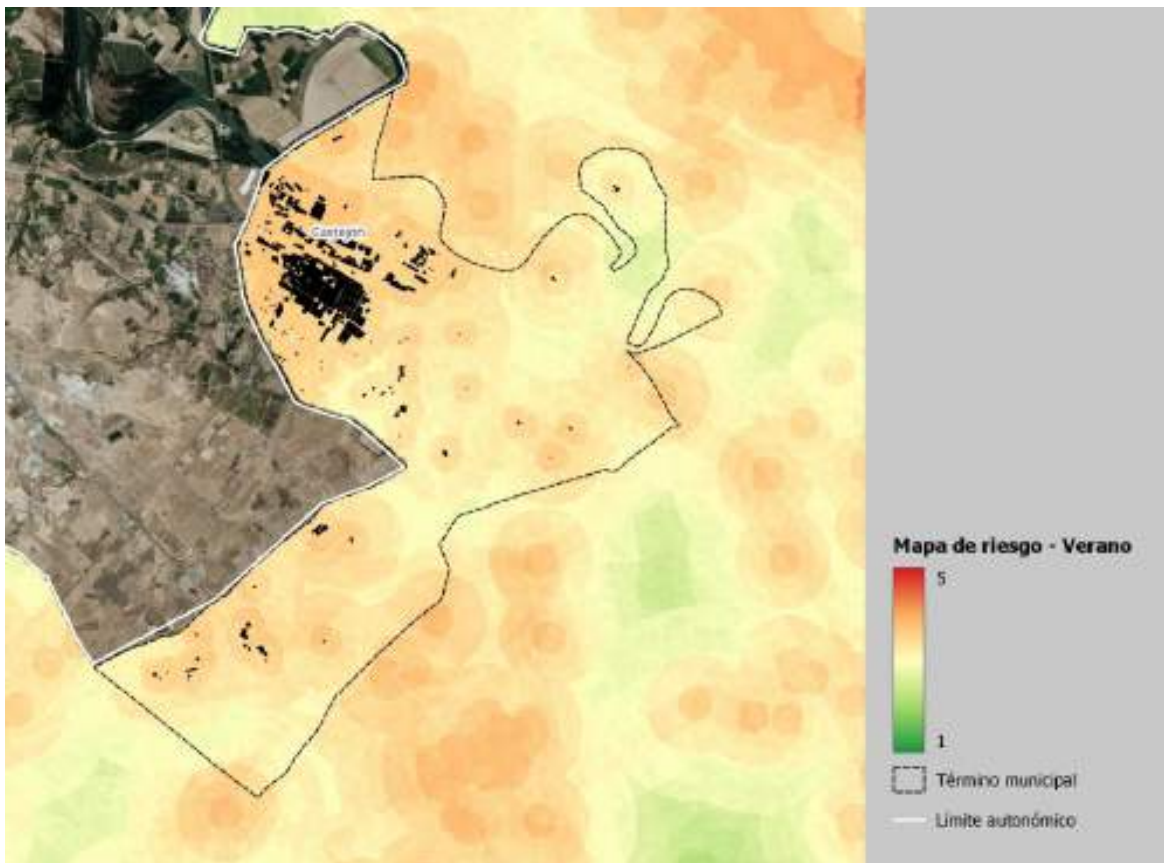 Castejón
Mapa de riesgo - Verano
5
1
Término municipal
Límite autonómico